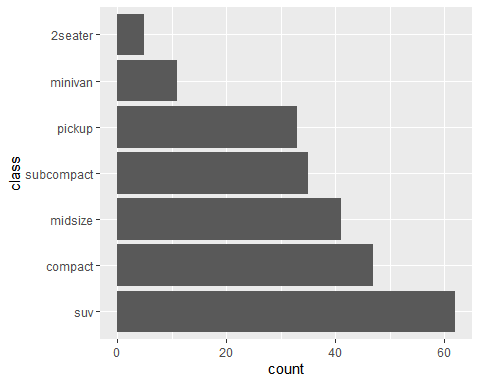 2seater
minivan
pickup
subcompact
midsize
compact
suv
class
0 20 40 60
count